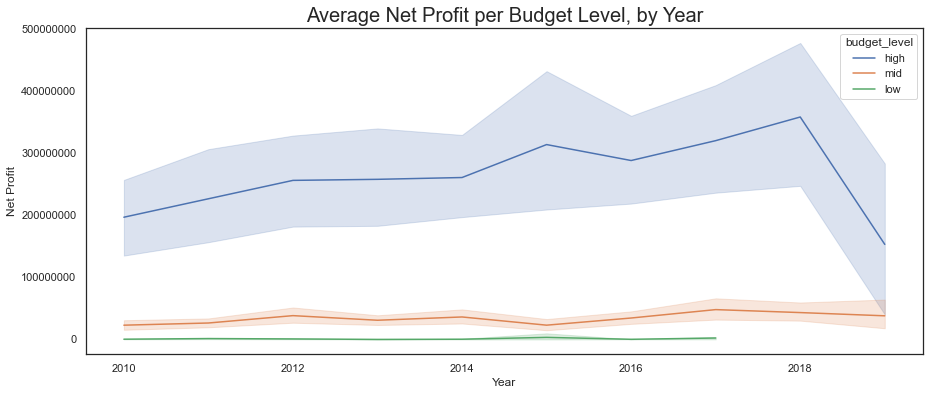 Average Net Profit per Budget Level, by Year
500000000
400000000
300000000
200000000
100000000
0
Net Profit
budget_level
high
mid
low
2010
2012
2014
2016
2018
Year